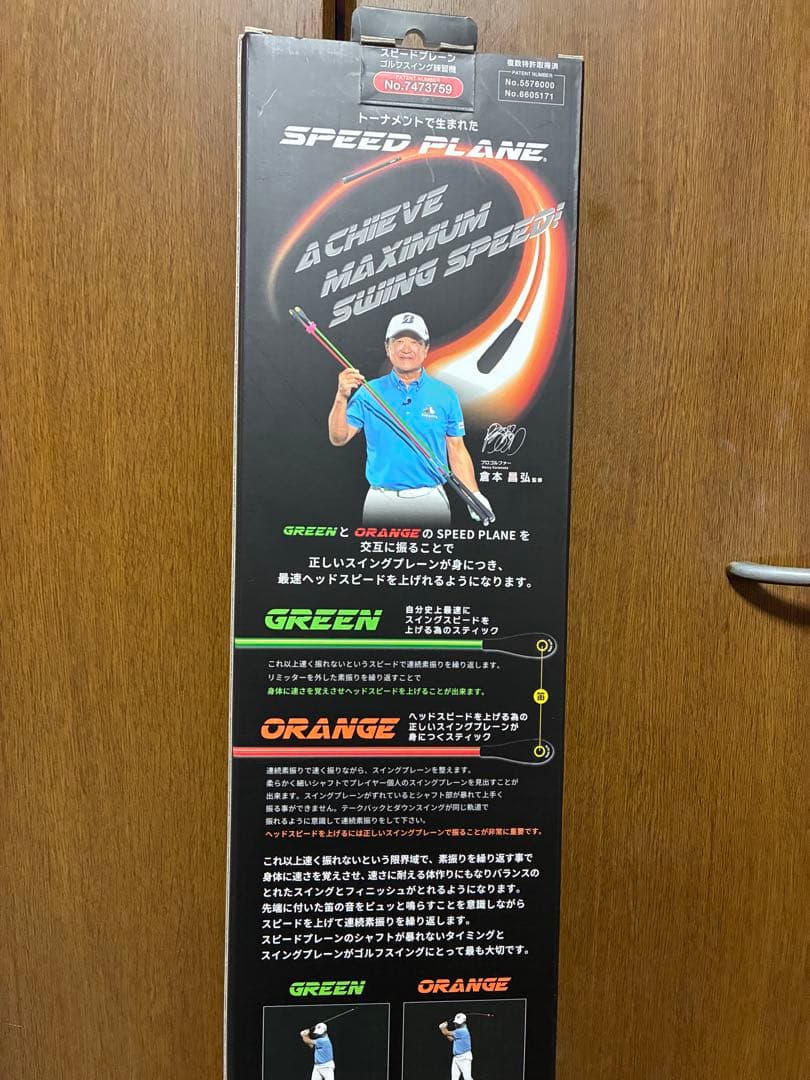 スピードプレーン
ゴルフスイング練習機
PATENT NUMBER
No.7473759
複数特許取得済
PATENT NUMBER
No.5576000
No.6605171
トーナメントで生まれた
SPEED PLANE
ACHIEVE
MAXIMUM
SWING SPEED!
プロゴルファー
倉本 昌弘 監修
GREENと ORANGEの SPEED PLANE を
交互に振ることで
正しいスイングプレーンが身につき、
最速ヘッドスピードを上げれるようになります。
GREEN
自分史上最速に
スイングスピードを
上げる為のスティック
これ以上速く振れないというスピードで連続素振りを繰り返します。
リミッターを外した素振りを繰り返すことで
身体に速さを覚えさせヘッドスピードを上げることが出来ます。
笛
ORANGE
ヘッドスピードを上げる為の
正しいスイングプレーンが
身につくスティック
連続素振りで速く振りながら、スイングプレーンを整えます。
柔らかく細いシャフトでプレイヤー個人のスイングプレーンを見出すことが
出来ます。スイングプレーンがずれているとシャフト部が暴れて上手く
振る事ができません。テークバックとダウンスイングが同じ軌道で
振れるように意識して連続素振りをして下さい。
ヘッドスピードを上げるには正しいスイングプレーンで振ることが非常に重要です。
これ以上速く振れないという限界域で、素振りを繰り返す事で
身体に速さを覚えさせ、速さに耐える体作りにもなりバランスの
とれたスイングとフィニッシュがとれるようになります。
先端に付いた笛の音をピュッと鳴らすことを意識しながら
スピードを上げて連続素振りを繰り返します。
スピードプレーンのシャフトが暴れないタイミングと
スイングプレーンがゴルフスイングにとって最も大切です。
GREEN
ORANGE